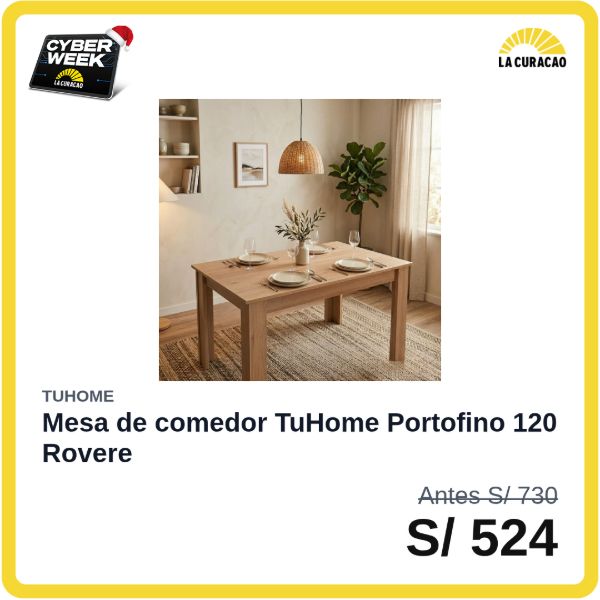 CYBER
WEEK
LA CURACAO
LA CURACAO
TUHOME
Mesa de comedor TuHome Portofino 120
Rovere
Antes S/ 730
S/ 524